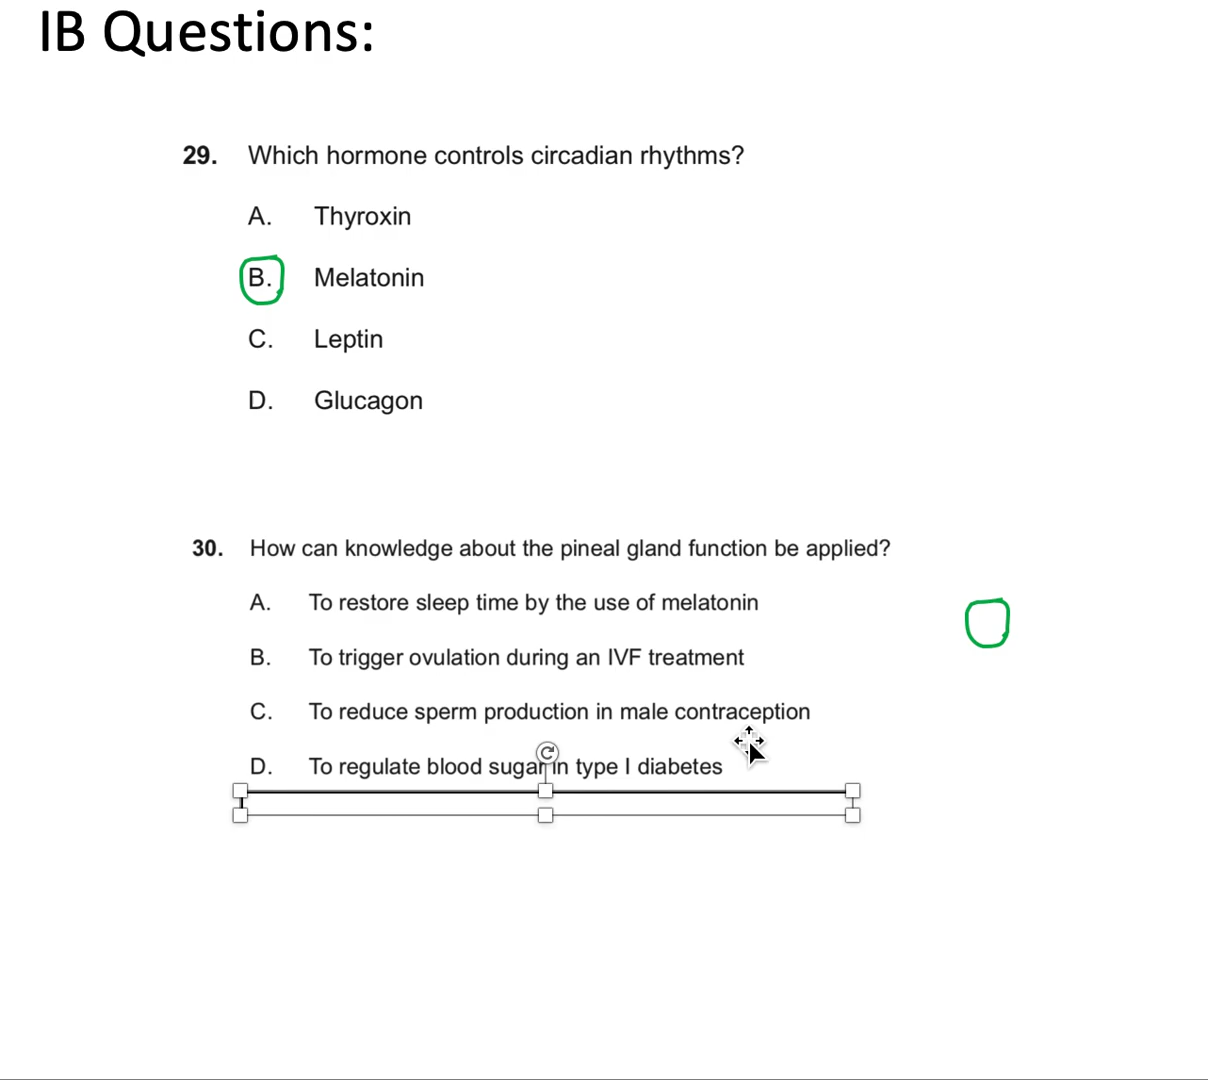 IB Questions:
29. Which hormone controls circadian rhythms?
A. Thyroxin
B. Melatonin
C. Leptin
D. Glucagon
30. How can knowledge about the pineal gland function be applied?
A. To restore sleep time by the use of melatonin
B. To trigger ovulation during an IVF treatment
C. To reduce sperm production in male contraception
D. To regulate blood sugar in type I diabetes